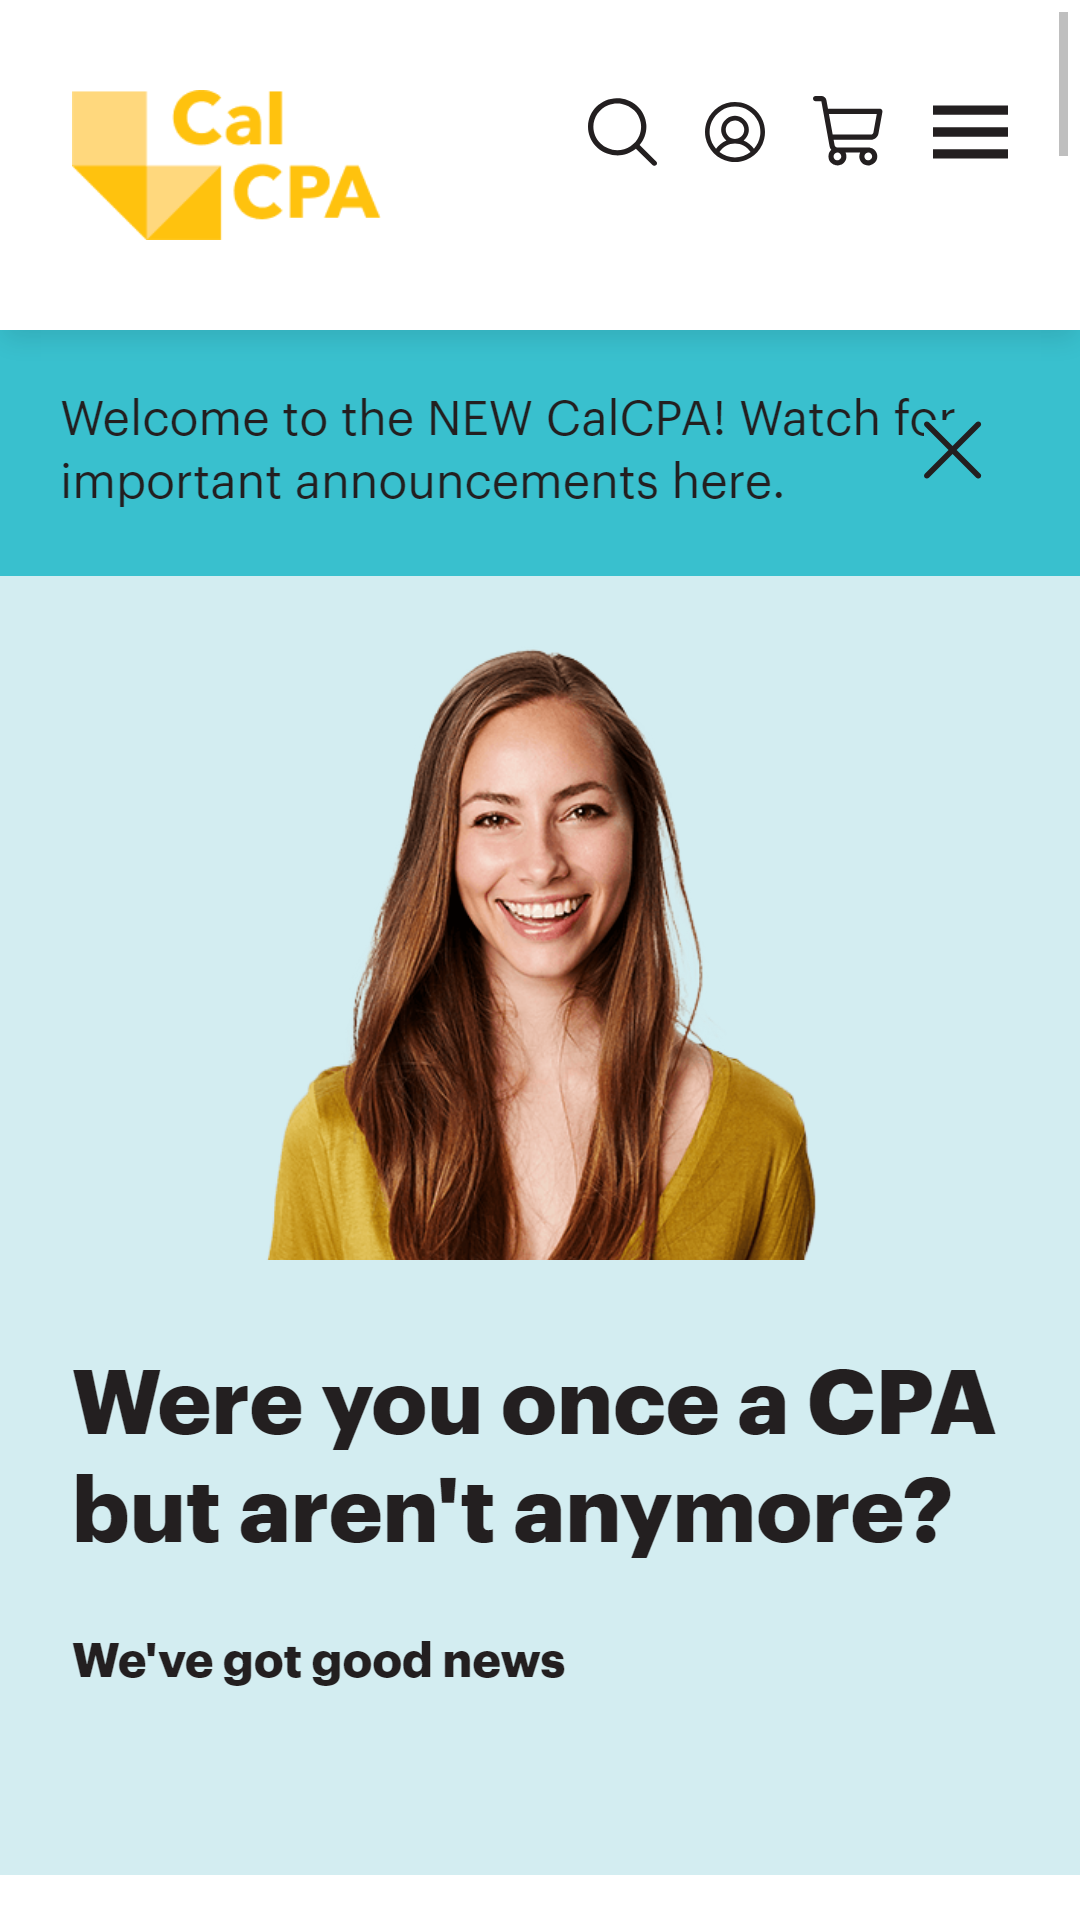 Cal
CPA
Welcome to the NEW CalCPA! Watch for
important announcements here.
Were you once a CPA
but aren't anymore?
We've got good news